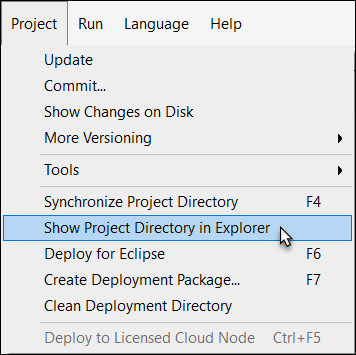 Project Run Language Help
Update
Commit...
Show Changes on Disk
More Versioning
Tools
Synchronize Project Directory F4
Show Project Directory in Explorer
Deploy for Eclipse F6
Create Deployment Package... F7
Clean Deployment Directory
Deploy to Licensed Cloud Node Ctrl+F5